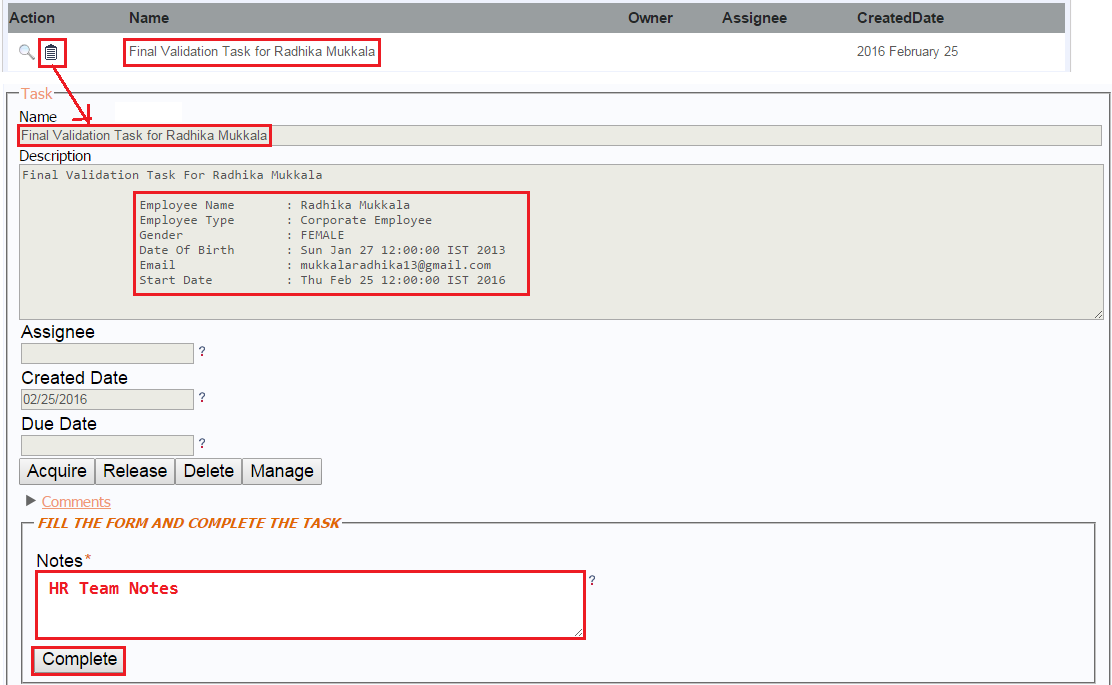 Action Name Owner Assignee CreatedDate
Final Validation Task for Radhika Mukkala 2016 February 25
Task
Name
Final Validation Task for Radhika Mukkala
Description
Final Validation Task For Radhika Mukkala
Employee Name : Radhika Mukkala
Employee Type : Corporate Employee
Gender : FEMALE
Date Of Birth : Sun Jan 27 12:00:00 IST 2013
Email : mukkalaradhika13@gmail.com
Start Date : Thu Feb 25 12:00:00 IST 2016
Assignee
?
Created Date
02/25/2016 ?
Due Date
?
Acquire Release Delete Manage
Comments
FILL THE FORM AND COMPLETE THE TASK
Notes*
HR Team Notes ?
Complete